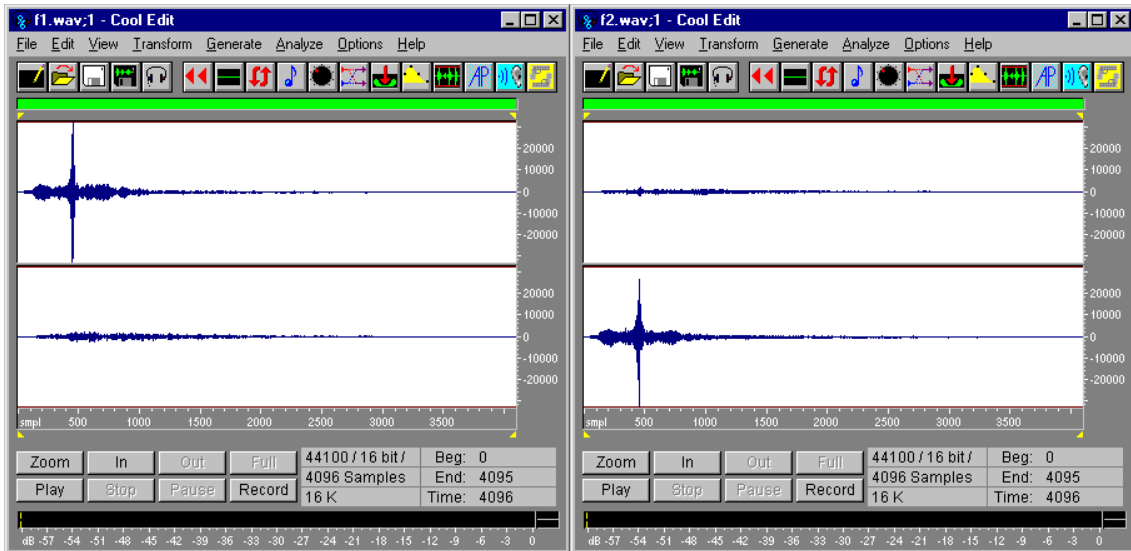 f1.wav;1 - Cool Edit
File Edit View Transform Generate Analyze Options Help
AP
20000
10000
0
-10000
-20000
20000
10000
0
-10000
-20000
smpl 500 1000 1500 2000 2500 3000 3500
Zoom In Out Full
Play Stop Pause Record
44100 / 16 bit /
4096 Samples
16 K
Beg: 0
End: 4095
Time: 4096
dB -57 -54 -51 -48 -45 -42 -39 -36 -33 -30 -27 -24 -21 -18 -15 -12 -9 -6 -3 0
f2.wav;1 - Cool Edit
File Edit View Transform Generate Analyze Options Help
AP
20000
10000
0
-10000
-20000
20000
10000
0
-10000
-20000
smpl 500 1000 1500 2000 2500 3000 3500
Zoom In Out Full
Play Stop Pause Record
44100 / 16 bit /
4096 Samples
16 K
Beg: 0
End: 4095
Time: 4096
dB -57 -54 -51 -48 -45 -42 -39 -36 -33 -30 -27 -24 -21 -18 -15 -12 -9 -6 -3 0